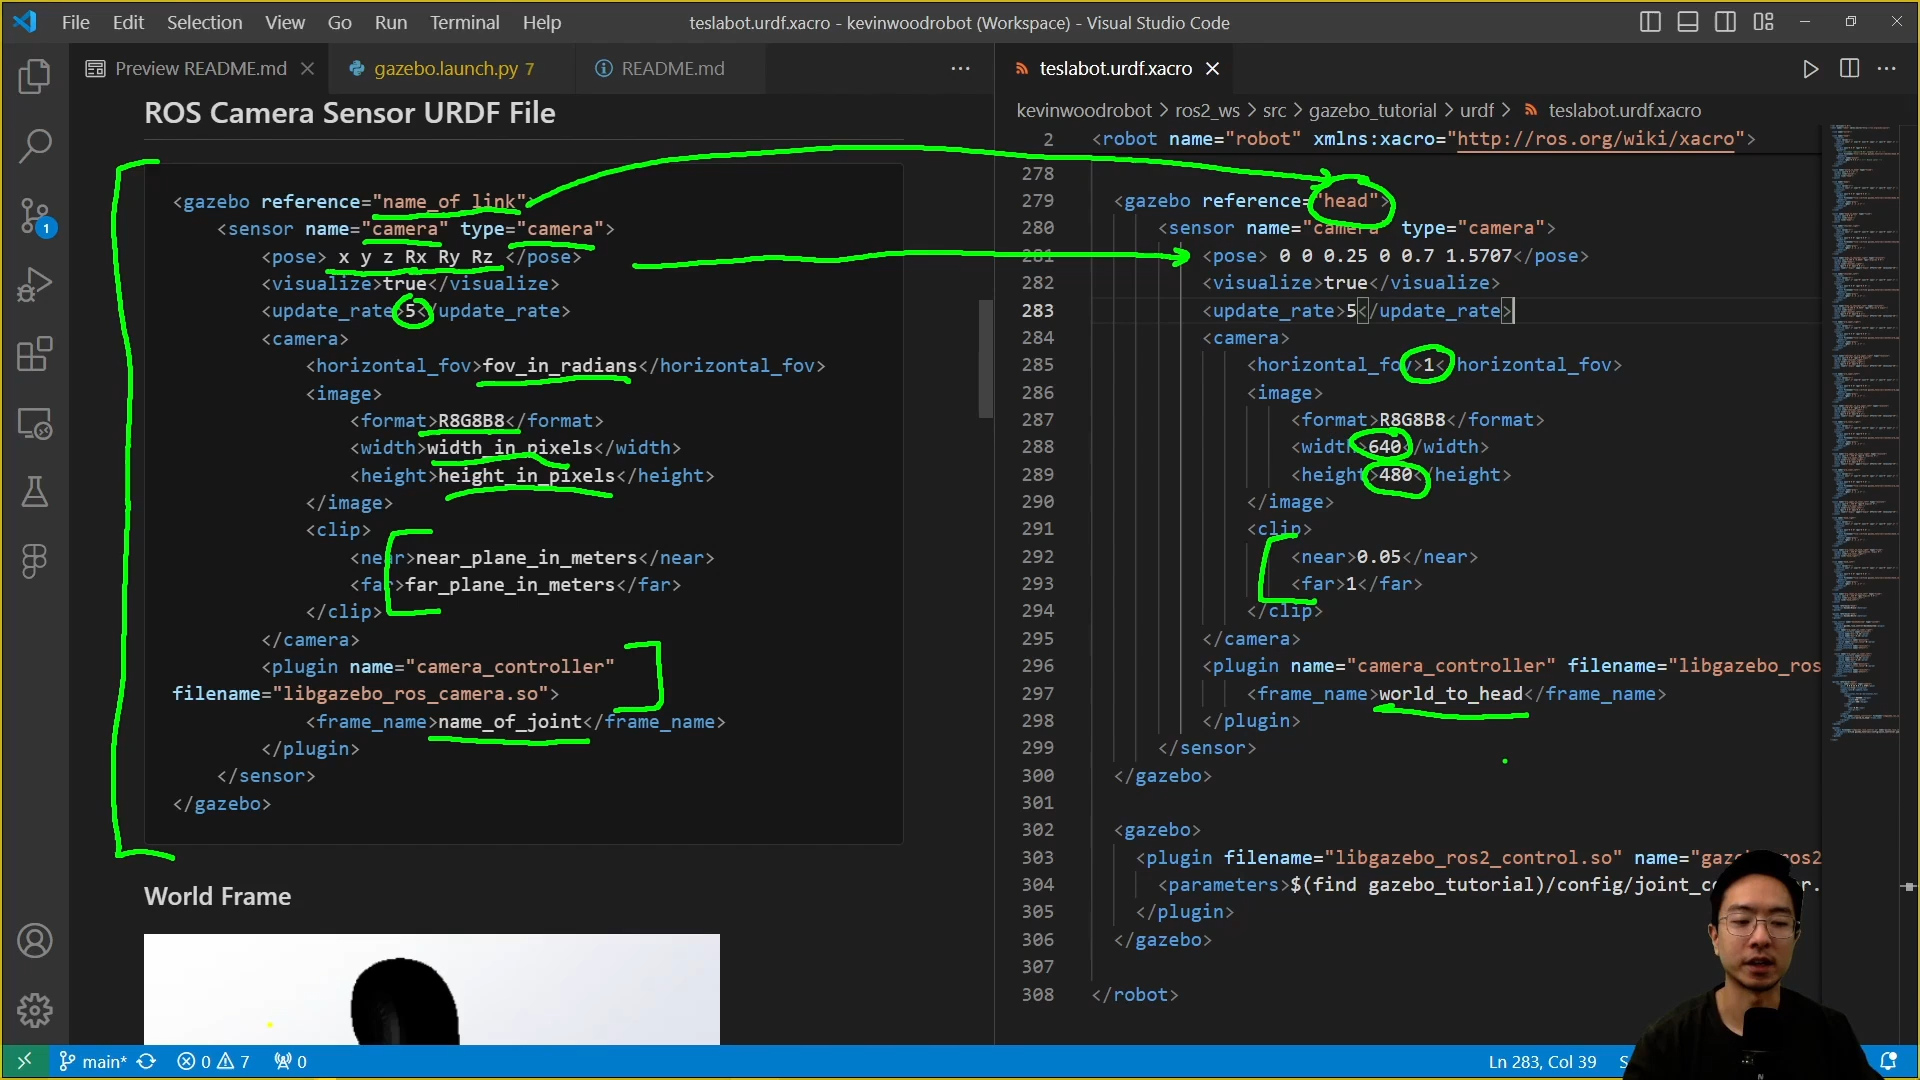 File Edit Selection View Go Run Terminal Help
teslabot.urdf.xacro - kevinwoodrobot (Workspace) - Visual Studio Code
Preview README.md
gazebo.launch.py 7
README.md
teslabot.urdf.xacro
1
ROS Camera Sensor URDF File
<gazebo reference="name_of_link">
<sensor name="camera" type="camera">
<pose> x y z Rx Ry Rz </pose>
<visualize>true</visualize>
<update_rate>5</update_rate>
<camera>
<horizontal_fov>fov_in_radians</horizontal_fov>
<image>
<format>R8G8B8</format>
<width>width_in_pixels</width>
<height>height_in_pixels</height>
</image>
<clip>
<near>near_plane_in_meters</near>
<far>far_plane_in_meters</far>
</clip>
</camera>
<plugin name="camera_controller"
filename="libgazebo_ros_camera.so">
<frame_name>name_of_joint</frame_name>
</plugin>
</sensor>
</gazebo>
World Frame
kevinwoodrobot > ros2_ws > src > gazebo_tutorial > urdf > teslabot.urdf.xacro
2 <robot name="robot" xmlns:xacro="http://ros.org/wiki/xacro">
278
279 <gazebo reference="head">
280 <sensor name="camera" type="camera">
281 <pose> 0 0 0.25 0 0.7 1.5707</pose>
282 <visualize>true</visualize>
283 <update_rate>5</update_rate>
284 <camera>
285 <horizontal_fov>1</horizontal_fov>
286 <image>
287 <format>R8G8B8</format>
288 <width>640</width>
289 <height>480</height>
290 </image>
291 <clip>
292 <near>0.05</near>
293 <far>1</far>
294 </clip>
295 </camera>
296 <plugin name="camera_controller" filename="libgazebo_ros
297 <frame_name>world_to_head</frame_name>
298 </plugin>
299 </sensor>
300 </gazebo>
301
302 <gazebo>
303 <plugin filename="libgazebo_ros2_control.so"
304 <parameters>$(find gazebo_tutorial)/config/
305 </plugin>
306 </gazebo>
307
308 </robot>
main* 0 7 0
Ln 283, Col 39